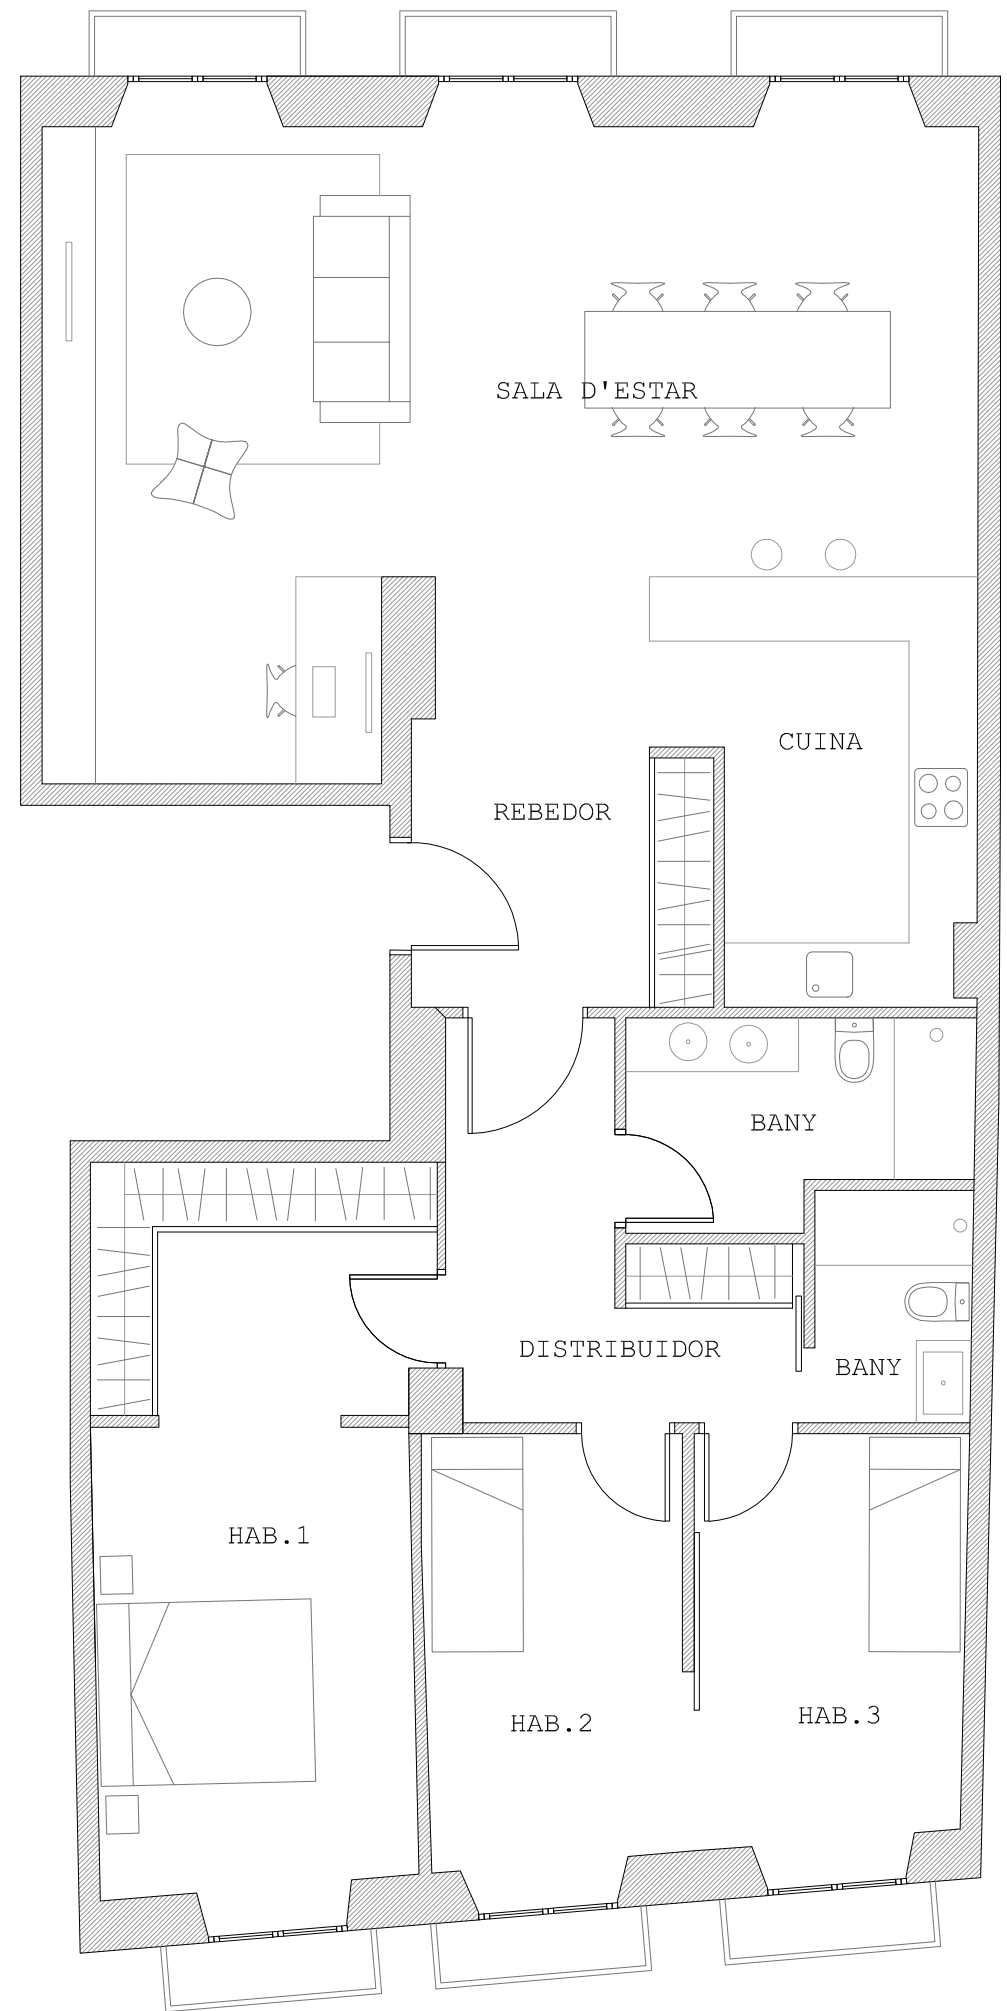 SALA D'ESTAR
CUINA
REBEDOR
BANY
DISTRIBUIDOR
BANY
HAB.1
HAB.2
HAB.3